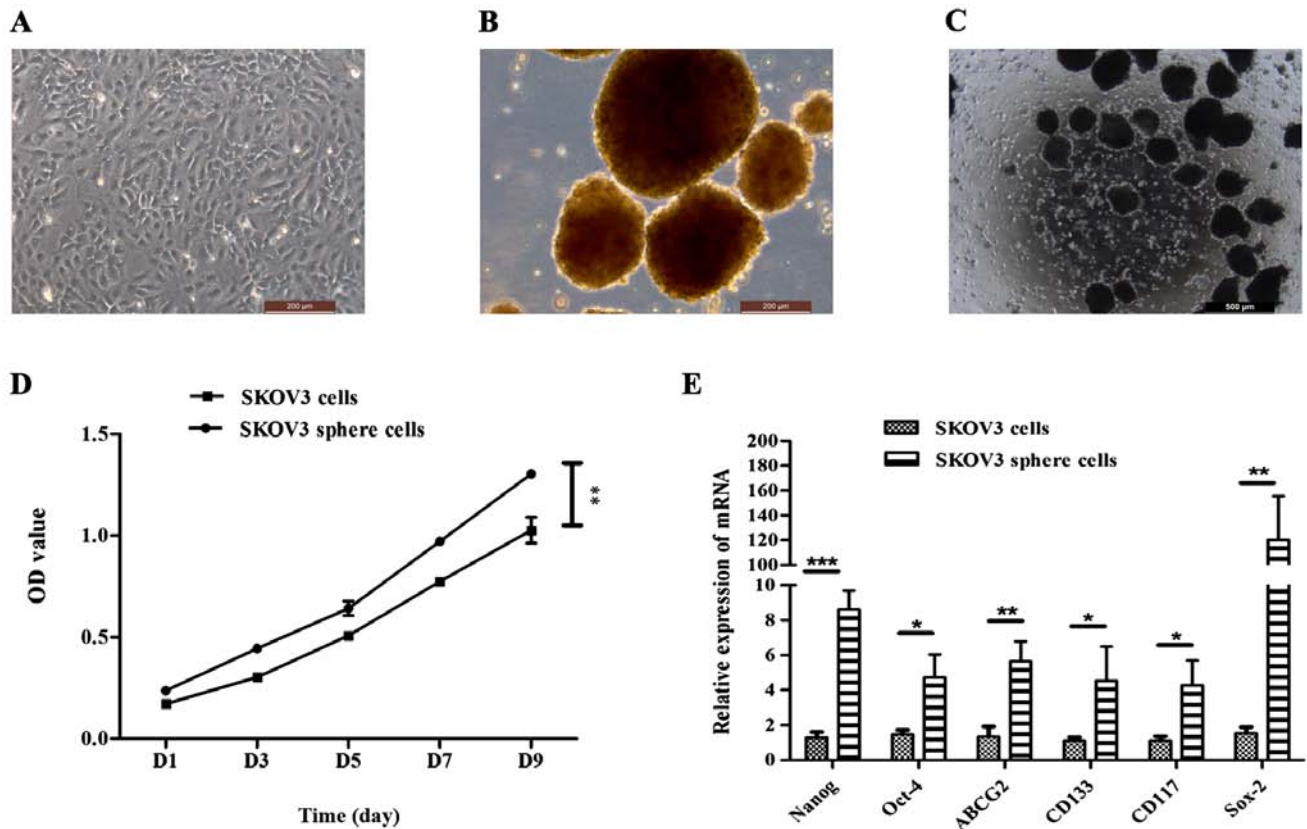 A
B
C
200 µm
200 µm
500 µm
D
SKOV3 cells
SKOV3 sphere cells
1.5
1.0
0.5
0.0
OD value
**
D1 D3 D5 D7 D9
Time (day)
E
SKOV3 cells
SKOV3 sphere cells
200
180
160
140
120
100
10
8
6
4
2
0
Relative expression of mRNA
***
*
**
*
*
**
Nanog
Oct-4
ABCG2
CD133
CD117
Sox-2